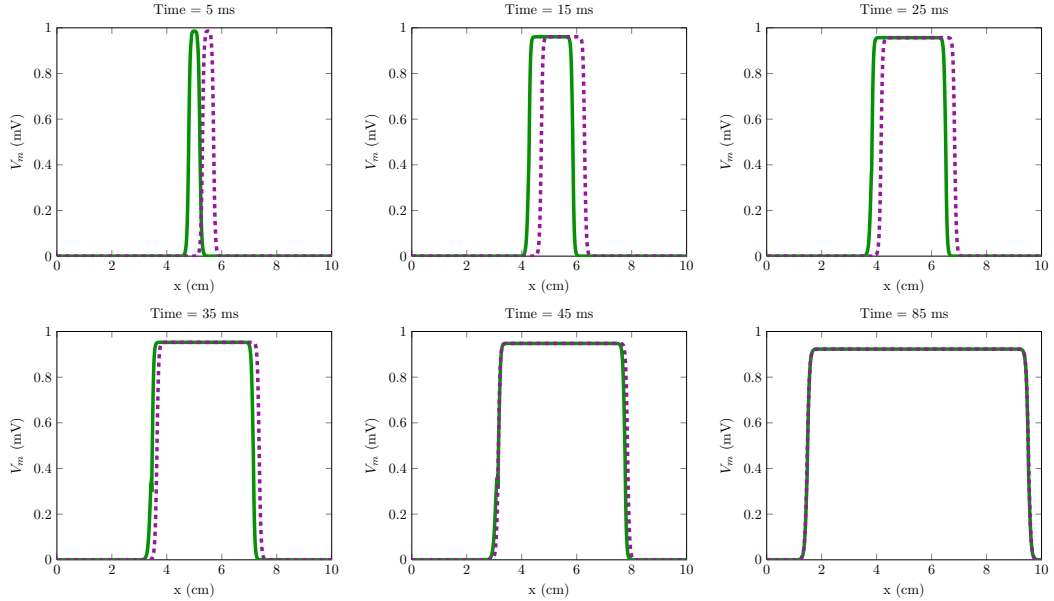 Time = 5 ms
1
0.8
0.6
0.4
0.2
0
V_m (mV)
0 2 4 6 8 10
x (cm)
Time = 15 ms
1
0.8
0.6
0.4
0.2
0
V_m (mV)
0 2 4 6 8 10
x (cm)
Time = 25 ms
1
0.8
0.6
0.4
0.2
0
V_m (mV)
0 2 4 6 8 10
x (cm)
Time = 35 ms
1
0.8
0.6
0.4
0.2
0
V_m (mV)
0 2 4 6 8 10
x (cm)
Time = 45 ms
1
0.8
0.6
0.4
0.2
0
V_m (mV)
0 2 4 6 8 10
x (cm)
Time = 85 ms
1
0.8
0.6
0.4
0.2
0
V_m (mV)
0 2 4 6 8 10
x (cm)